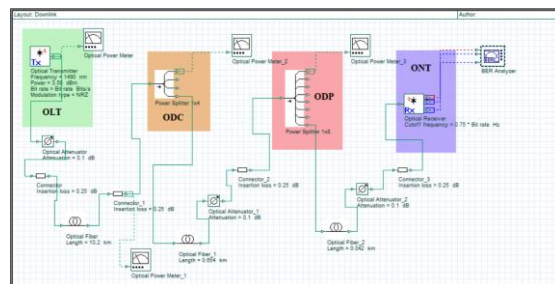 Layout: Downlink
Author:
Optical Power Meter
Tx
Optical Transmitter
Frequency = 1490 nm
Bit rate = Bit rate Bits/s
Modulation type = NRZ
OLT
Power Splitter 1x4
ODC
Optical Power Meter_2
Power Splitter 1x8
ODP
Optical Power Meter_3
ONT
Rx
Optical Receiver
Cutoff frequency = 0.75 * Bit rate Hz
BER Analyzer
Optical Attenuator
Attenuation = 0.1 dB
Connector
Insertion loss = 0.25 dB
Connector_1
Insertion loss = 0.25 dB
Optical Fiber
Length = 10.2 km
Optical Power Meter_1
Optical Fiber_1
Length = 0.854 km
Optical Attenuator_1
Attenuation = 0.1 dB
Connector_2
Insertion loss = 0.25 dB
Optical Fiber_2
Length = 0.042 km
Optical Attenuator_2
Attenuation = 0.1 dB
Connector_3
Insertion loss = 0.25 dB